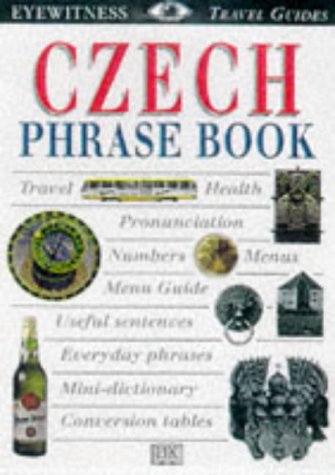 EYEWITNESS TRAVEL GUIDES
CZECH
PHRASE BOOK
Travel Health
Pronunciation
Numbers Menus
Menu Guide
Useful sentences
Everyday phrases
Mini-dictionary
Conversion tables
DK